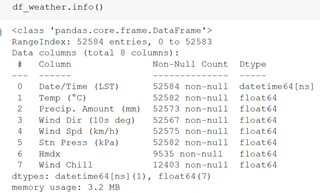 df_weather.info()
<class 'pandas.core.frame.DataFrame'>
RangeIndex: 52584 entries, 0 to 52583
Data columns (total 8 columns):
 #   Column              Non-Null Count  Dtype
---  ------              --------------  -----
 0   Date/Time (LST)     52584 non-null  datetime64[ns]
 1   Temp (°C)           52582 non-null  float64
 2   Precip. Amount (mm) 52573 non-null  float64
 3   Wind Dir (10s deg)  52567 non-null  float64
 4   Wind Spd (km/h)     52575 non-null  float64
 5   Stn Press (kPa)     52582 non-null  float64
 6   Hmdx                9535 non-null   float64
 7   Wind Chill          12403 non-null  float64
dtypes: datetime64[ns](1), float64(7)
memory usage: 3.2 MB